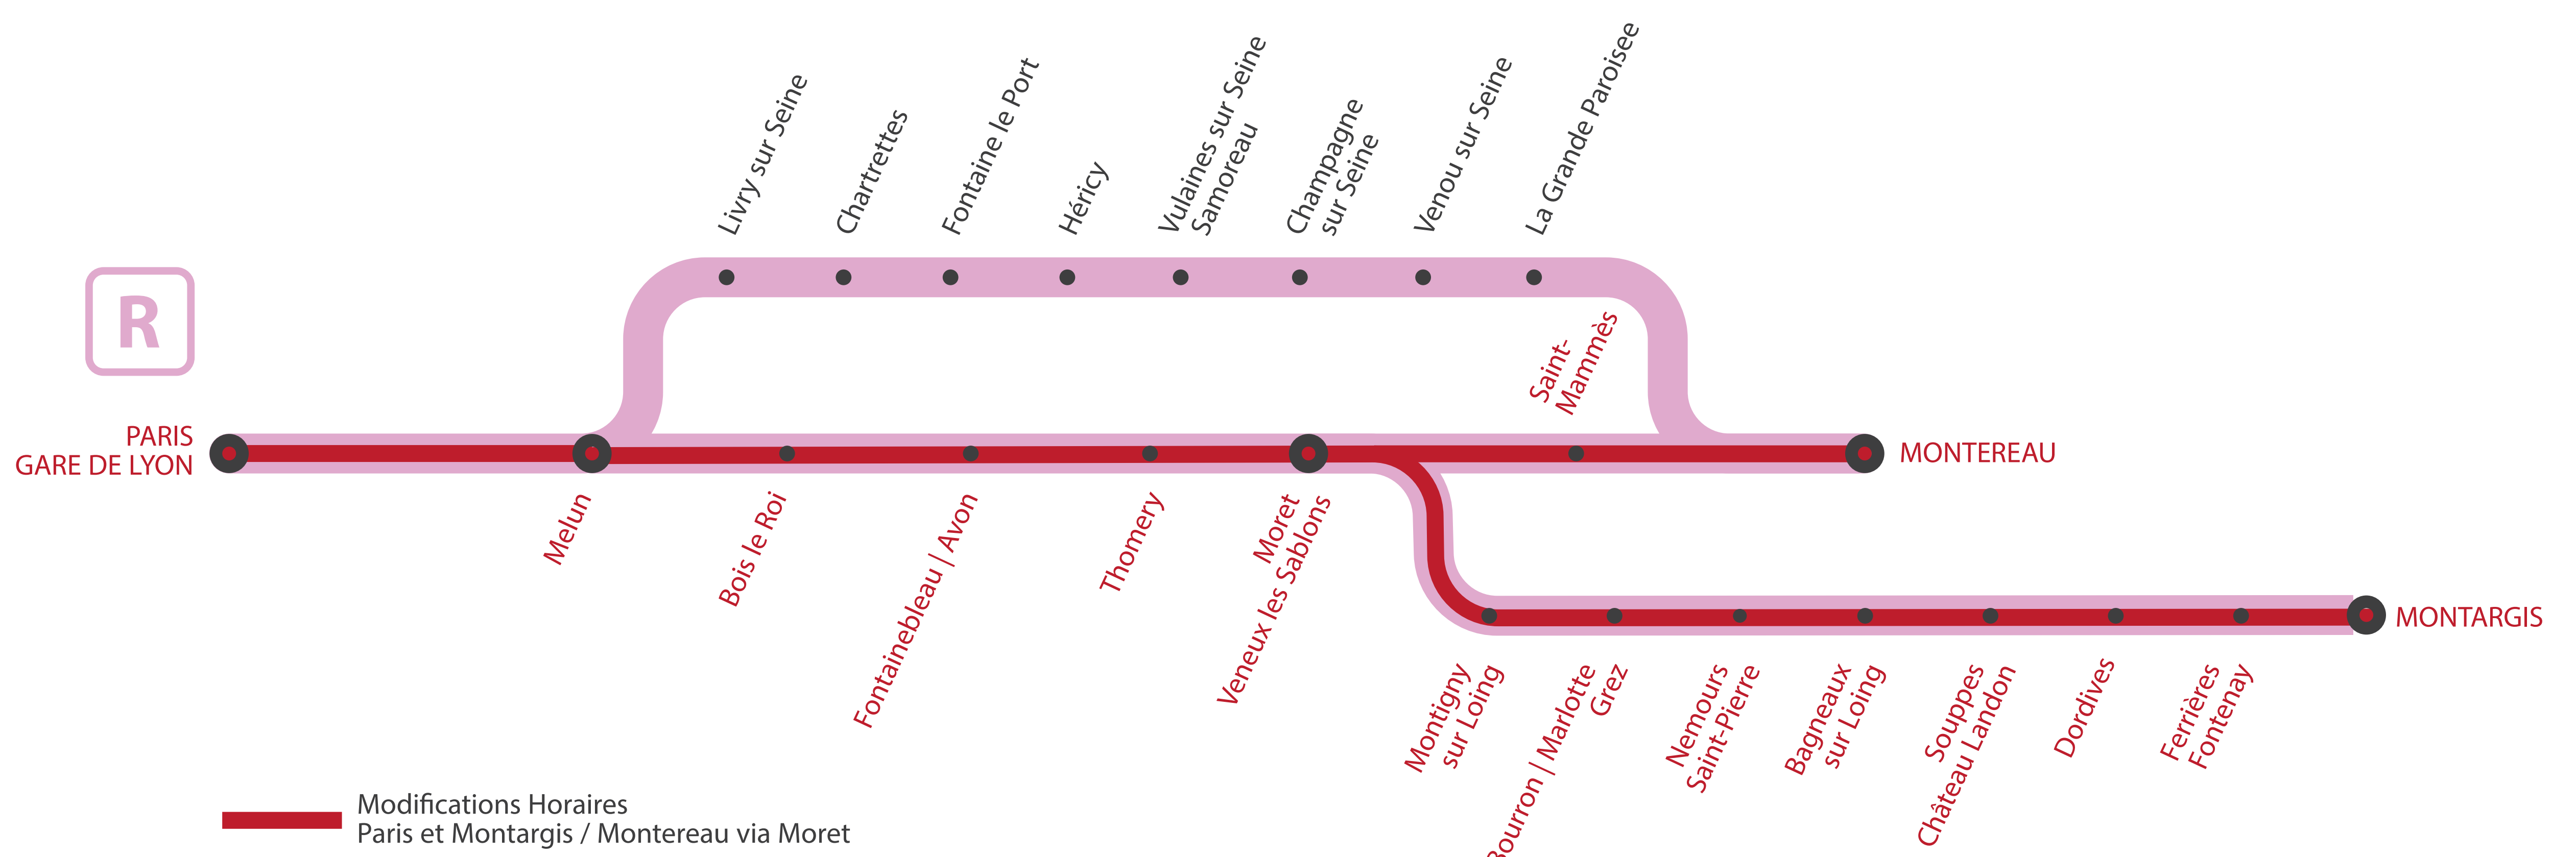 Livry sur Seine
Chartrettes
Fontaine le Port
Héricy
Vulaines sur Seine
Samoreau
Champagne
sur Seine
Venou sur Seine
La Grande Paroisee
R
Saint-
Mammès
PARIS
GARE DE LYON
MONTEREAU
Melun
Bois le Roi
Fontainebleau | Avon
Thomery
Moret
Veneux les Sablons
MONTARGIS
Montigny
sur Loing
Bourron | Marlotte
Grez
Nemours
Saint-Pierre
Bagneaux
sur Loing
Souppes
Château Landon
Dordives
Ferrières
Fontenay
Modifications Horaires
Paris et Montargis / Montereau via Moret